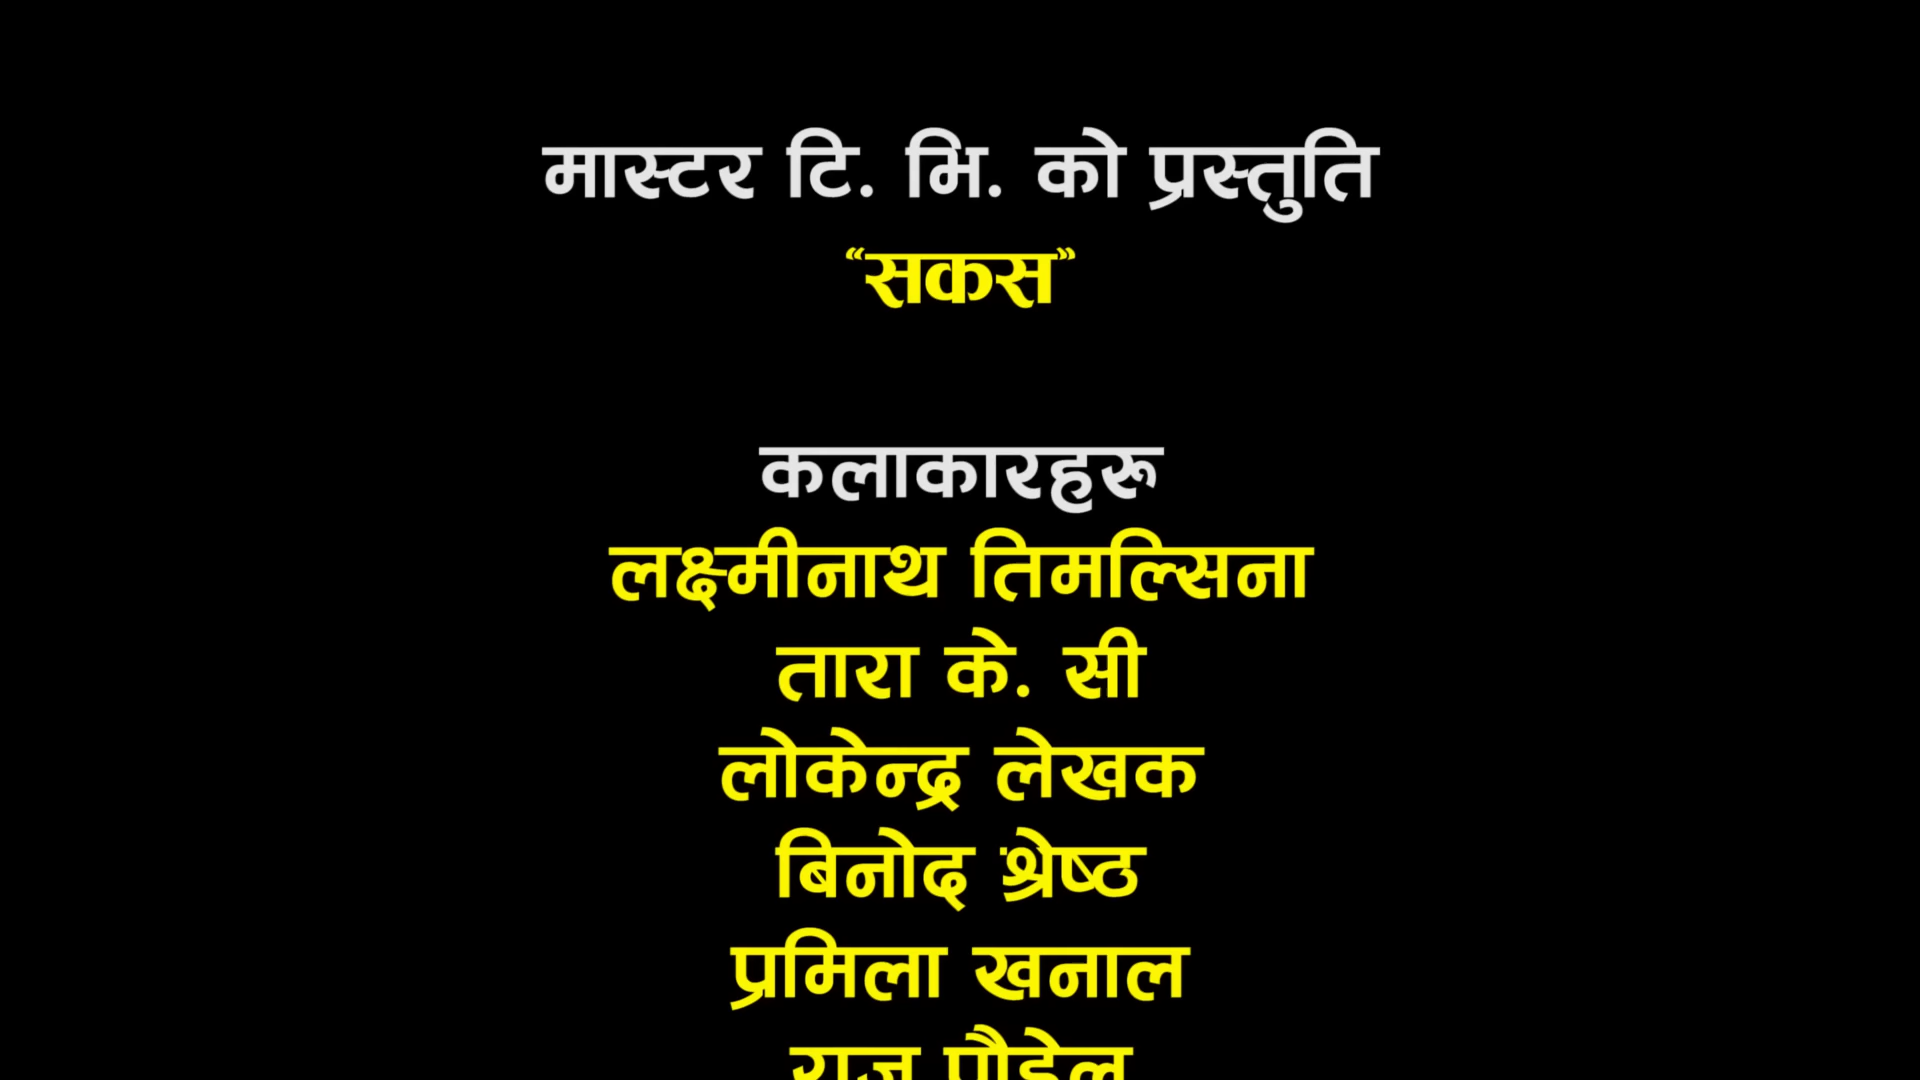 मास्टर टि. भि. को प्रस्तुति
“सकस”
कलाकारहरू
लक्ष्मीनाथ तिमल्सिना
तारा के. सी
लोकेन्द्र लेखक
बिनोद श्रेष्ठ
प्रमिला खनाल
राज पौडेल